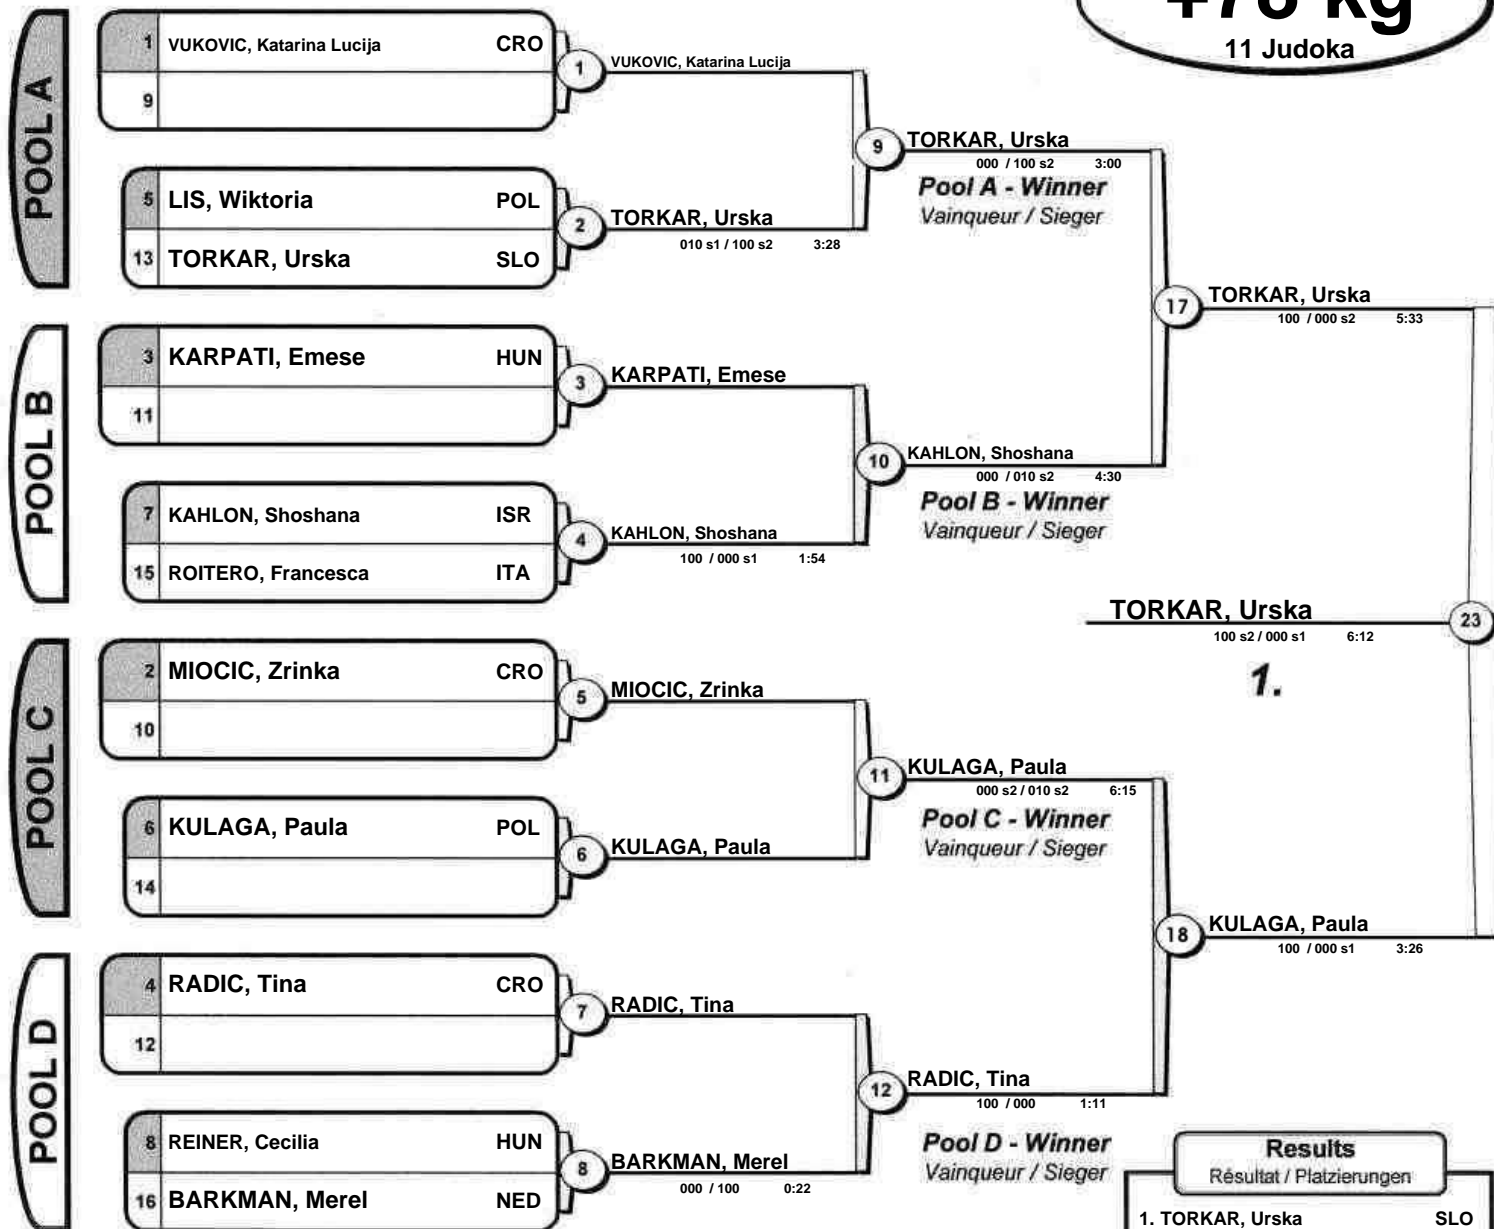 +78 kg
11 Judoka
POOL A
1 VUKOVIC, Katarina Lucija CRO
9
1
VUKOVIC, Katarina Lucija
5 LIS, Wiktoria POL
13 TORKAR, Urska SLO
2
TORKAR, Urska
010 s1 / 100 s2 3:28
9
TORKAR, Urska
000 / 100 s2 3:00
Pool A - Winner
Vainqueur / Sieger
POOL B
3 KARPATI, Emese HUN
11
3
KARPATI, Emese
7 KAHLON, Shoshana ISR
15 ROITERO, Francesca ITA
4
KAHLON, Shoshana
100 / 000 s1 1:54
10
KAHLON, Shoshana
000 / 010 s2 4:30
Pool B - Winner
Vainqueur / Sieger
17
TORKAR, Urska
100 / 000 s2 5:33
TORKAR, Urska
100 s2 / 000 s1 6:12
23
1.
POOL C
2 MIOCIC, Zrinka CRO
10
5
MIOCIC, Zrinka
6 KULAGA, Paula POL
14
6
KULAGA, Paula
11
KULAGA, Paula
000 s2 / 010 s2 6:15
Pool C - Winner
Vainqueur / Sieger
18
KULAGA, Paula
100 / 000 s1 3:26
POOL D
4 RADIC, Tina CRO
12
7
RADIC, Tina
8 REINER, Cecilia HUN
16 BARKMAN, Merel NED
8
BARKMAN, Merel
000 / 100 0:22
12
RADIC, Tina
100 / 000 1:11
Pool D - Winner
Vainqueur / Sieger
Results
Résultat / Platzierungen
1. TORKAR, Urska SLO